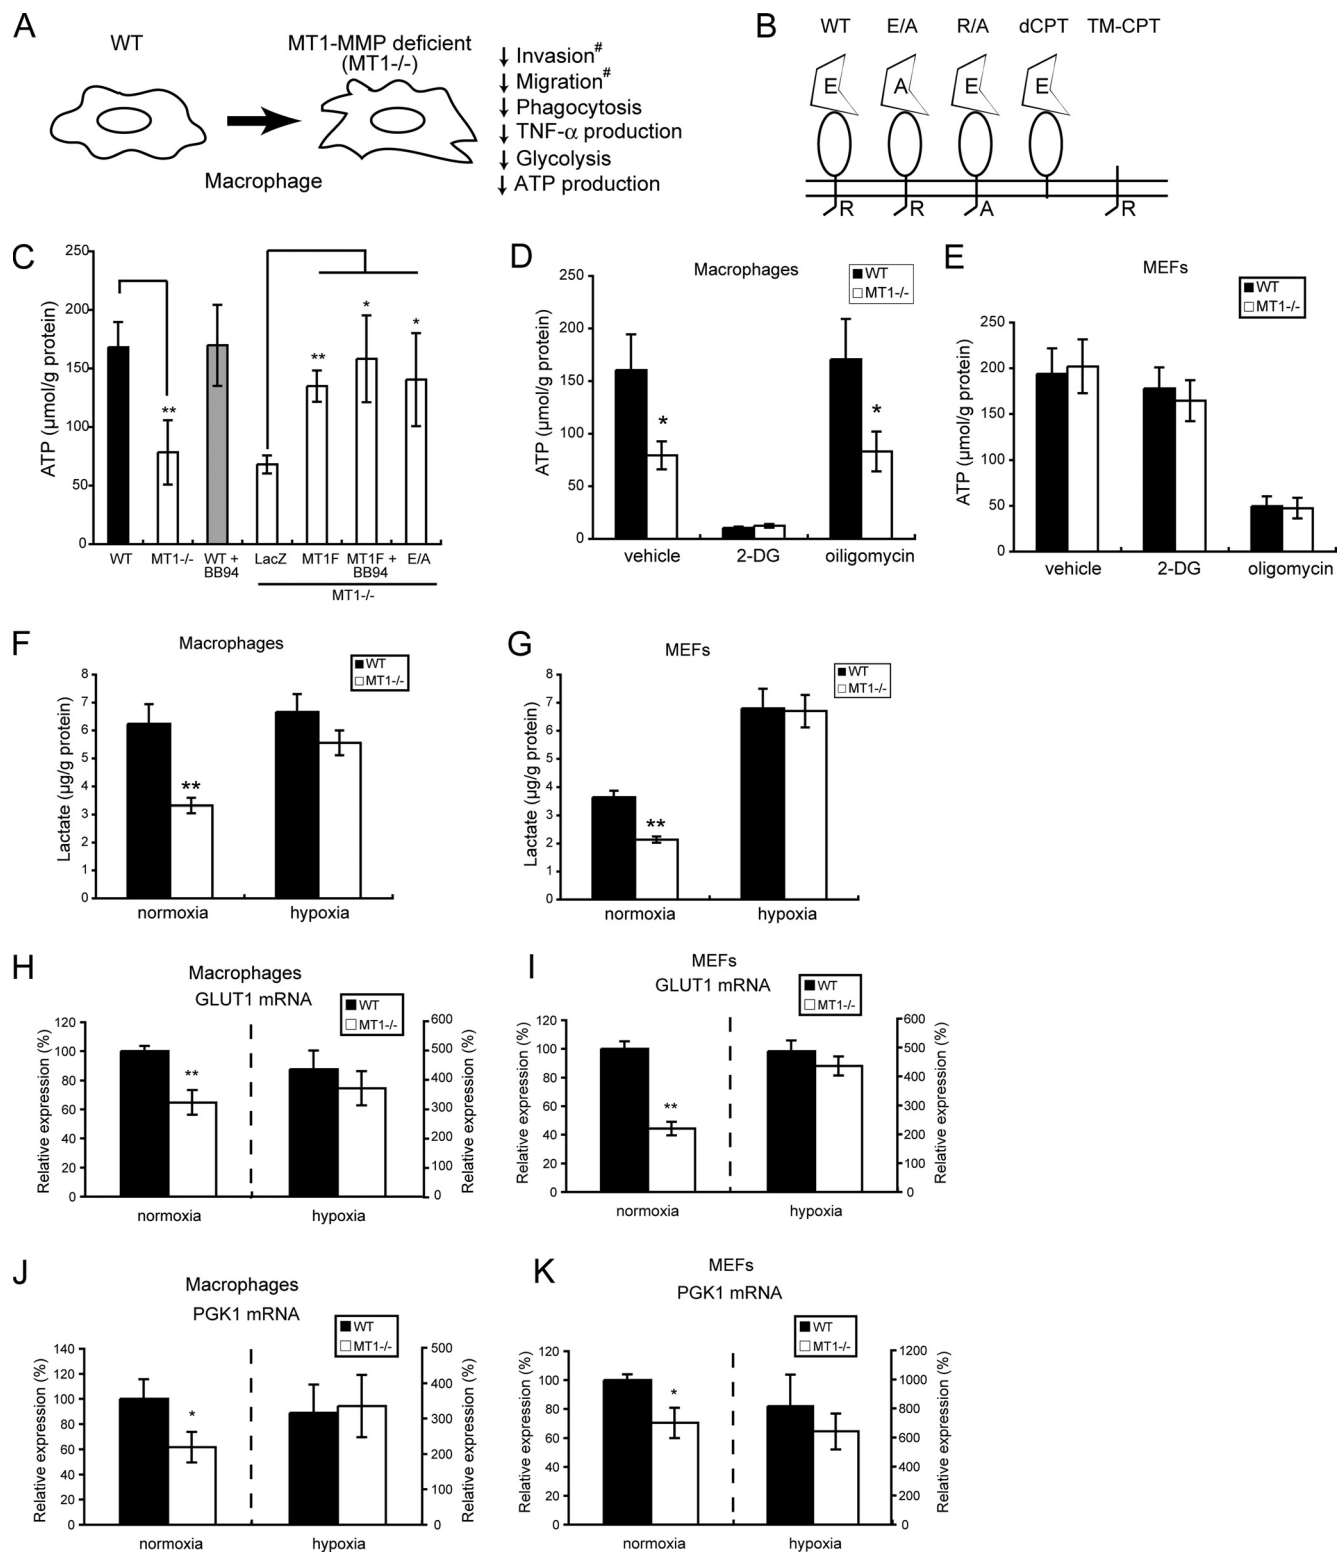 A
WT
MT1-MMP deficient
(MT1-/-)
Macrophage
↓ Invasion#
↓ Migration#
↓ Phagocytosis
↓ TNF-α production
↓ Glycolysis
↓ ATP production
B
WT E/A R/A dCPT TM-CPT
E A E E
R R A R
C
ATP (μmol/g protein)
250
200
150
100
50
0
** ** * *
WT MT1-/- WT + BB94 LacZ MT1F MT1F + BB94 E/A
MT1-/-
D
Macrophages
WT
MT1-/-
ATP (μmol/g protein)
250
200
150
100
50
0
* *
vehicle 2-DG oiligomycin
E
MEFs
WT
MT1-/-
ATP (μmol/g protein)
250
200
150
100
50
0
vehicle 2-DG oligomycin
F
Macrophages
WT
MT1-/-
Lactate (μg/g protein)
8
7
6
5
4
3
2
1
0
**
normoxia hypoxia
G
MEFs
WT
MT1-/-
Lactate (μg/g protein)
8
7
6
5
4
3
2
1
0
**
normoxia hypoxia
H
Macrophages
GLUT1 mRNA
WT
MT1-/-
Relative expression (%)
120
100
80
60
40
20
0
**
600
500
400
300
200
100
0
Relative expression (%)
normoxia hypoxia
I
MEFs
GLUT1 mRNA
WT
MT1-/-
Relative expression (%)
120
100
80
60
40
20
0
**
600
500
400
300
200
100
0
Relative expression (%)
normoxia hypoxia
J
Macrophages
PGK1 mRNA
WT
MT1-/-
Relative expression (%)
140
120
100
80
60
40
20
0
*
500
400
300
200
100
0
Relative expression (%)
normoxia hypoxia
K
MEFs
PGK1 mRNA
WT
MT1-/-
Relative expression (%)
120
100
80
60
40
20
0
*
1200
1000
800
600
400
200
0
Relative expression (%)
normoxia hypoxia